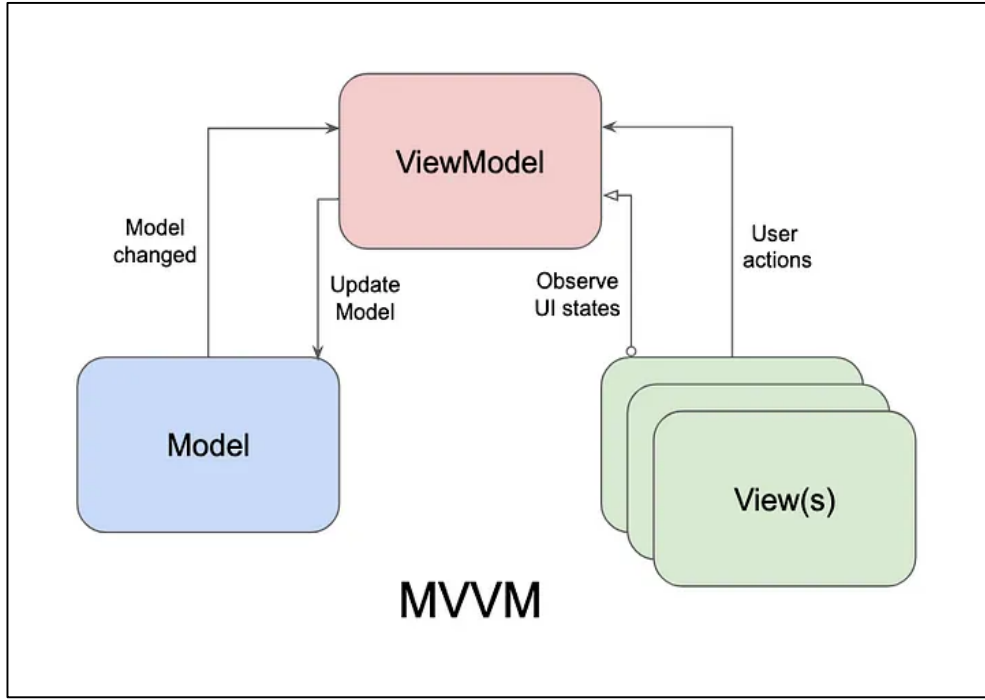 ViewModel
Model
changed
Update
Model
Observe
UI states
User
actions
Model
View(s)
MVVM